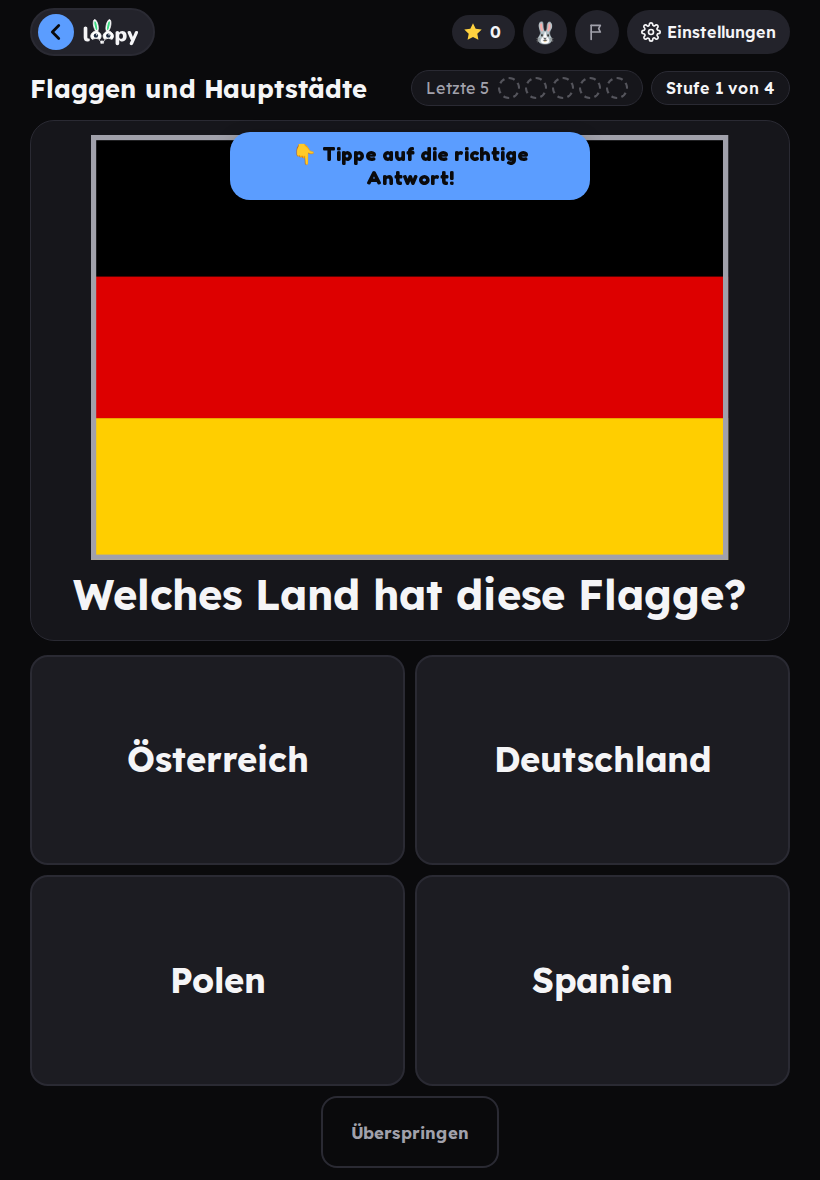 loopy
0
Einstellungen
Flaggen und Hauptstädte
Letzte 5
Stufe 1 von 4
👇 Tippe auf die richtige
Antwort!
Welches Land hat diese Flagge?
Österreich
Deutschland
Polen
Spanien
Überspringen